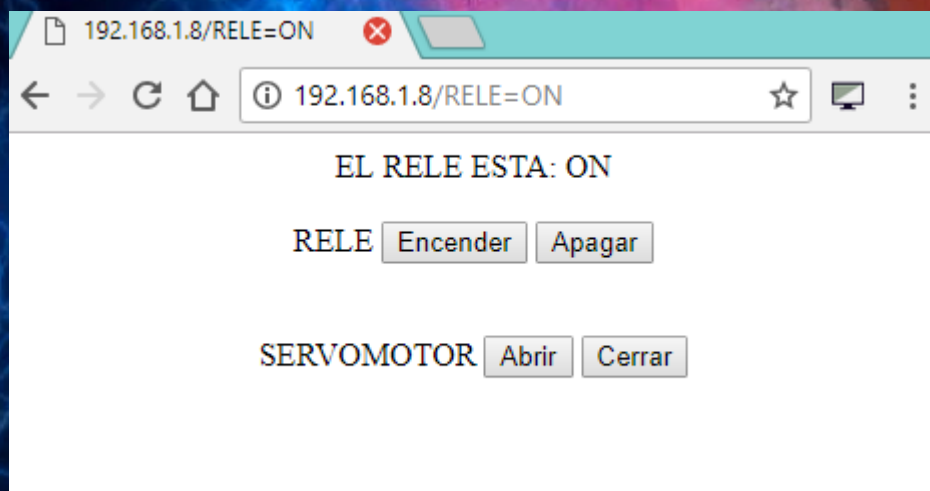 192.168.1.8/RELE=ON
192.168.1.8/RELE=ON
EL RELE ESTA: ON
RELE Encender Apagar
SERVOMOTOR Abrir Cerrar